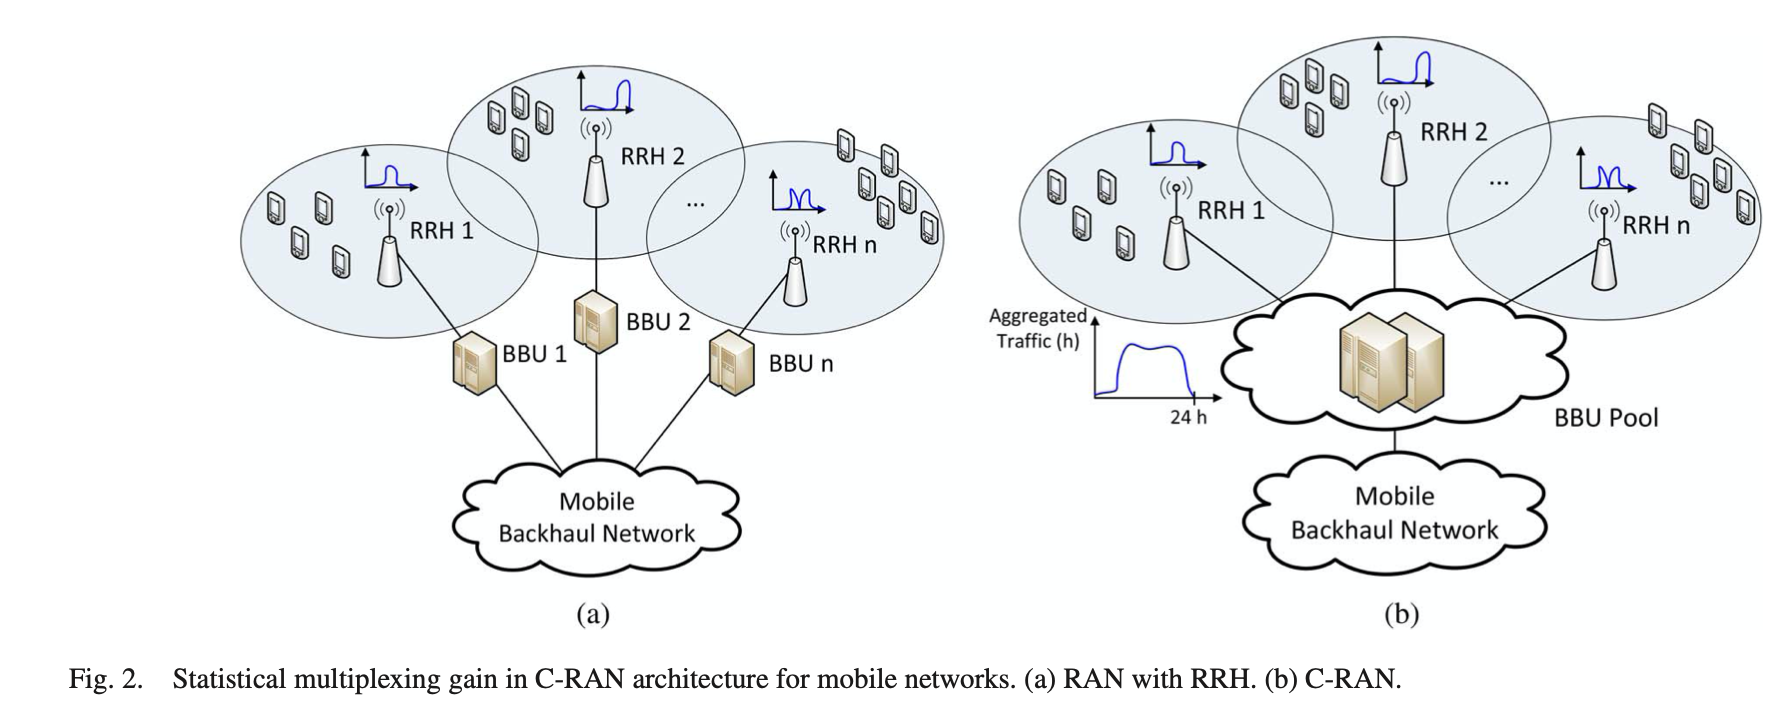 RRH 1
RRH 2
...
RRH n
BBU 1
BBU 2
BBU n
Mobile
Backhaul Network
(a)
RRH 1
RRH 2
...
RRH n
Aggregated
Traffic (h)
24 h
BBU Pool
Mobile
Backhaul Network
(b)
Fig. 2. Statistical multiplexing gain in C-RAN architecture for mobile networks. (a) RAN with RRH. (b) C-RAN.